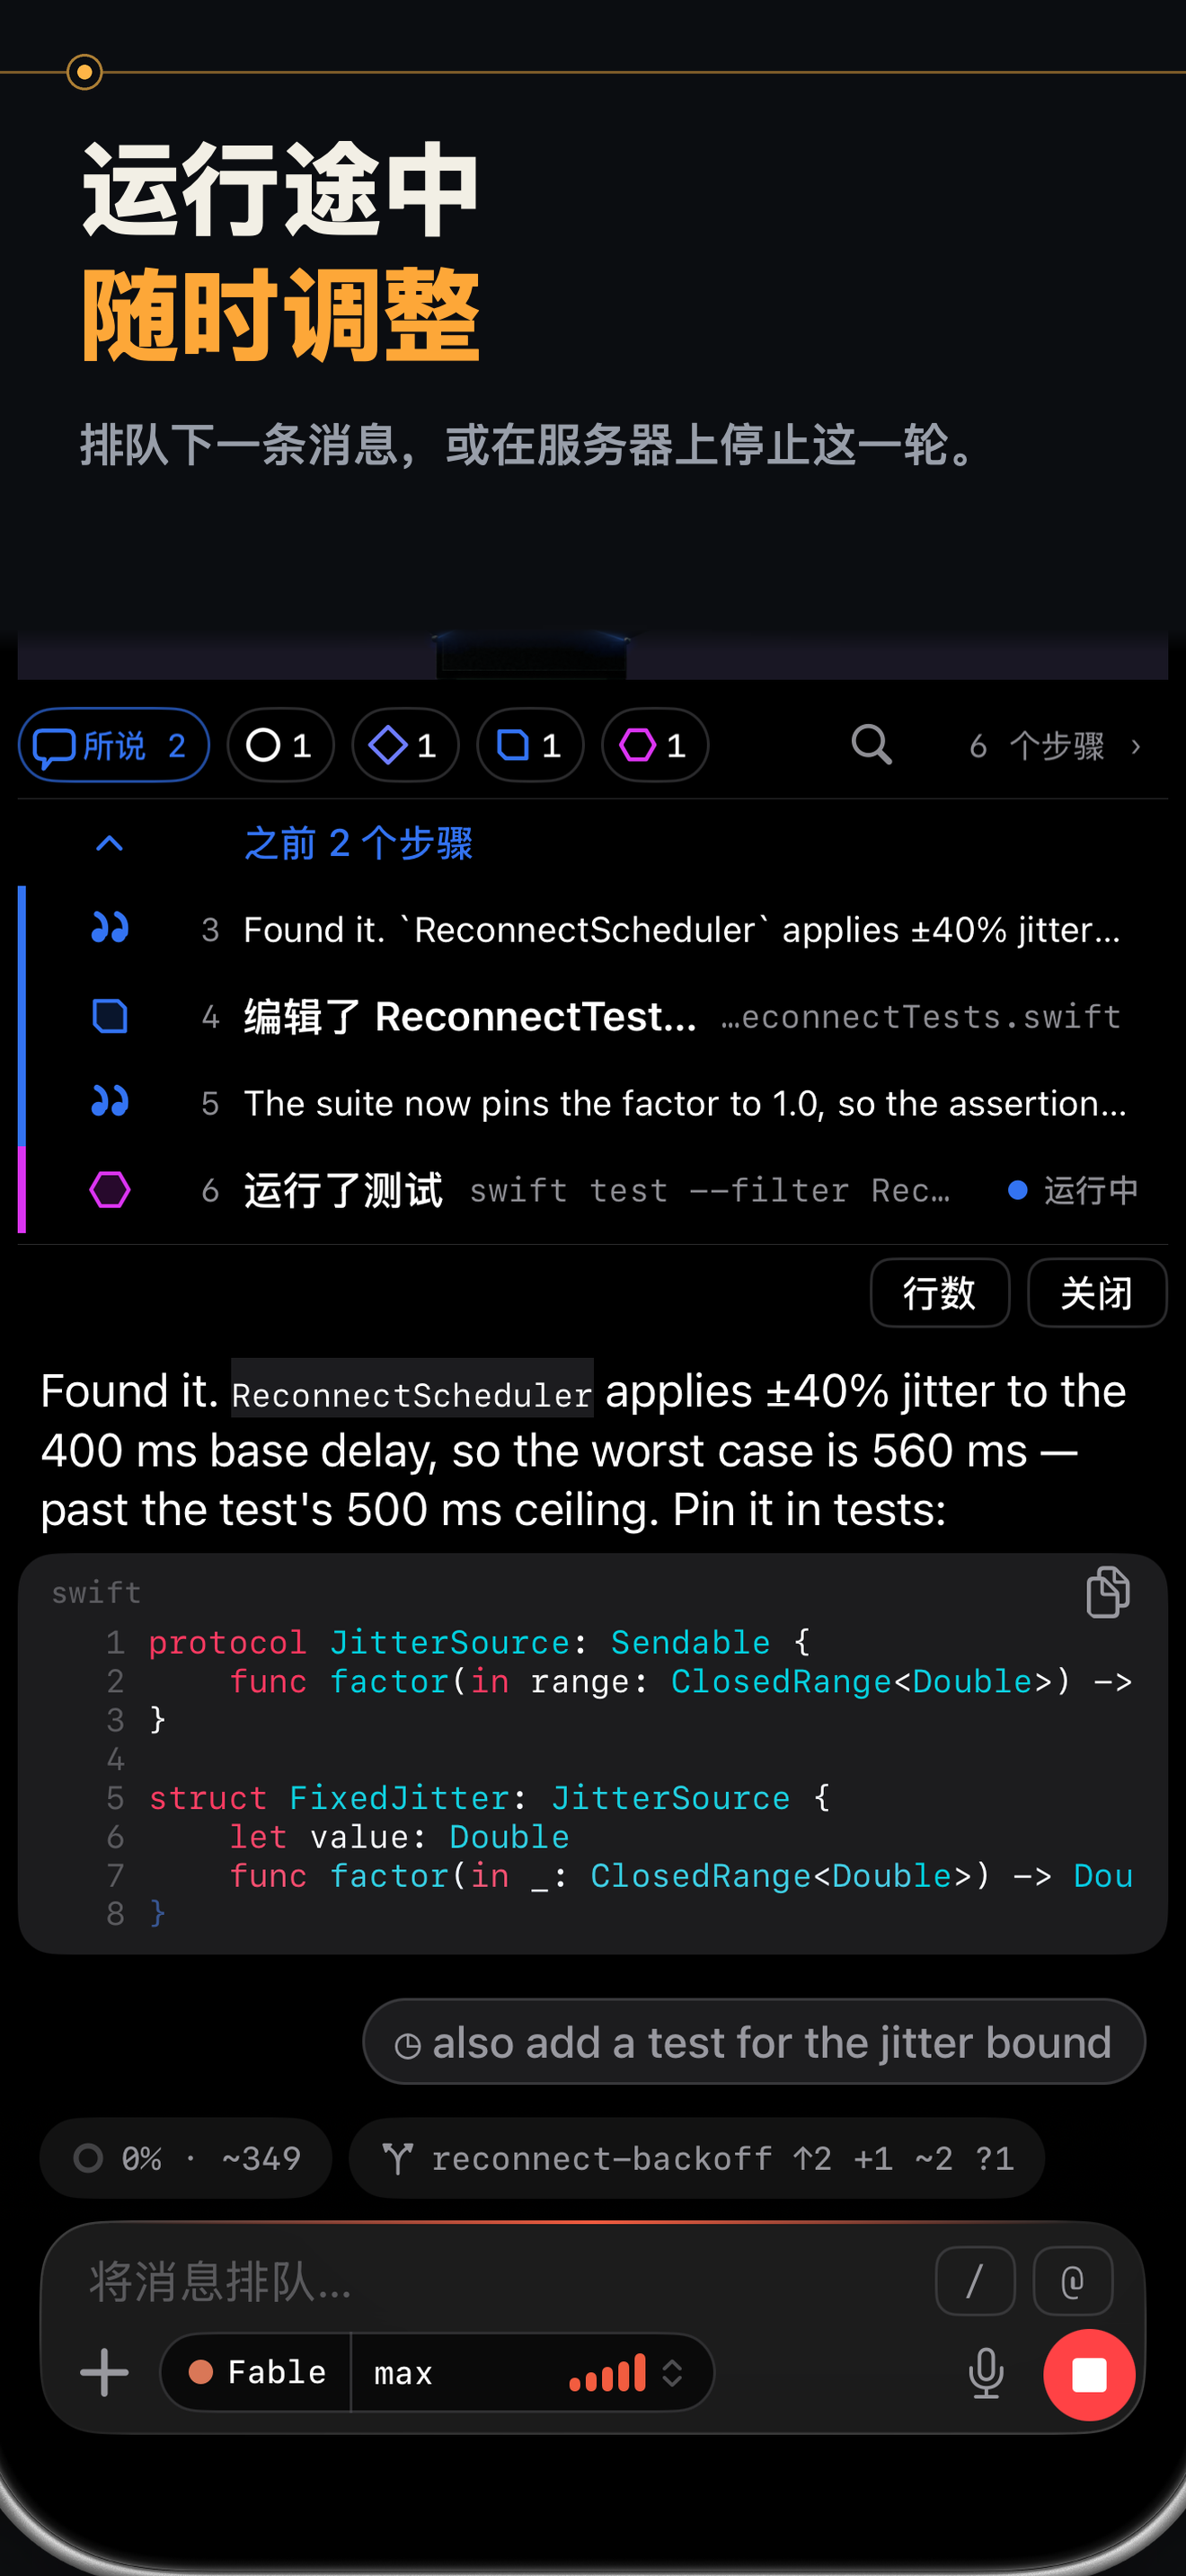 运行途中
随时调整
排队下一条消息，或在服务器上停止这一轮。
所说 2 1 1 1 1 6 个步骤 ›
之前 2 个步骤
3 Found it. `ReconnectScheduler` applies ±40% jitter…
4 编辑了 ReconnectTest… …econnectTests.swift
5 The suite now pins the factor to 1.0, so the assertion…
6 运行了测试 swift test --filter Rec… 运行中
行数 关闭
Found it. ReconnectScheduler applies ±40% jitter to the
400 ms base delay, so the worst case is 560 ms —
past the test's 500 ms ceiling. Pin it in tests:
swift
1 protocol JitterSource: Sendable {
2     func factor(in range: ClosedRange<Double>) ->
3 }
4
5 struct FixedJitter: JitterSource {
6     let value: Double
7     func factor(in _: ClosedRange<Double>) -> Dou
8 }
also add a test for the jitter bound
0% · ~349 reconnect-backoff ↑2 +1 ~2 ?1
将消息排队... / @
Fable max